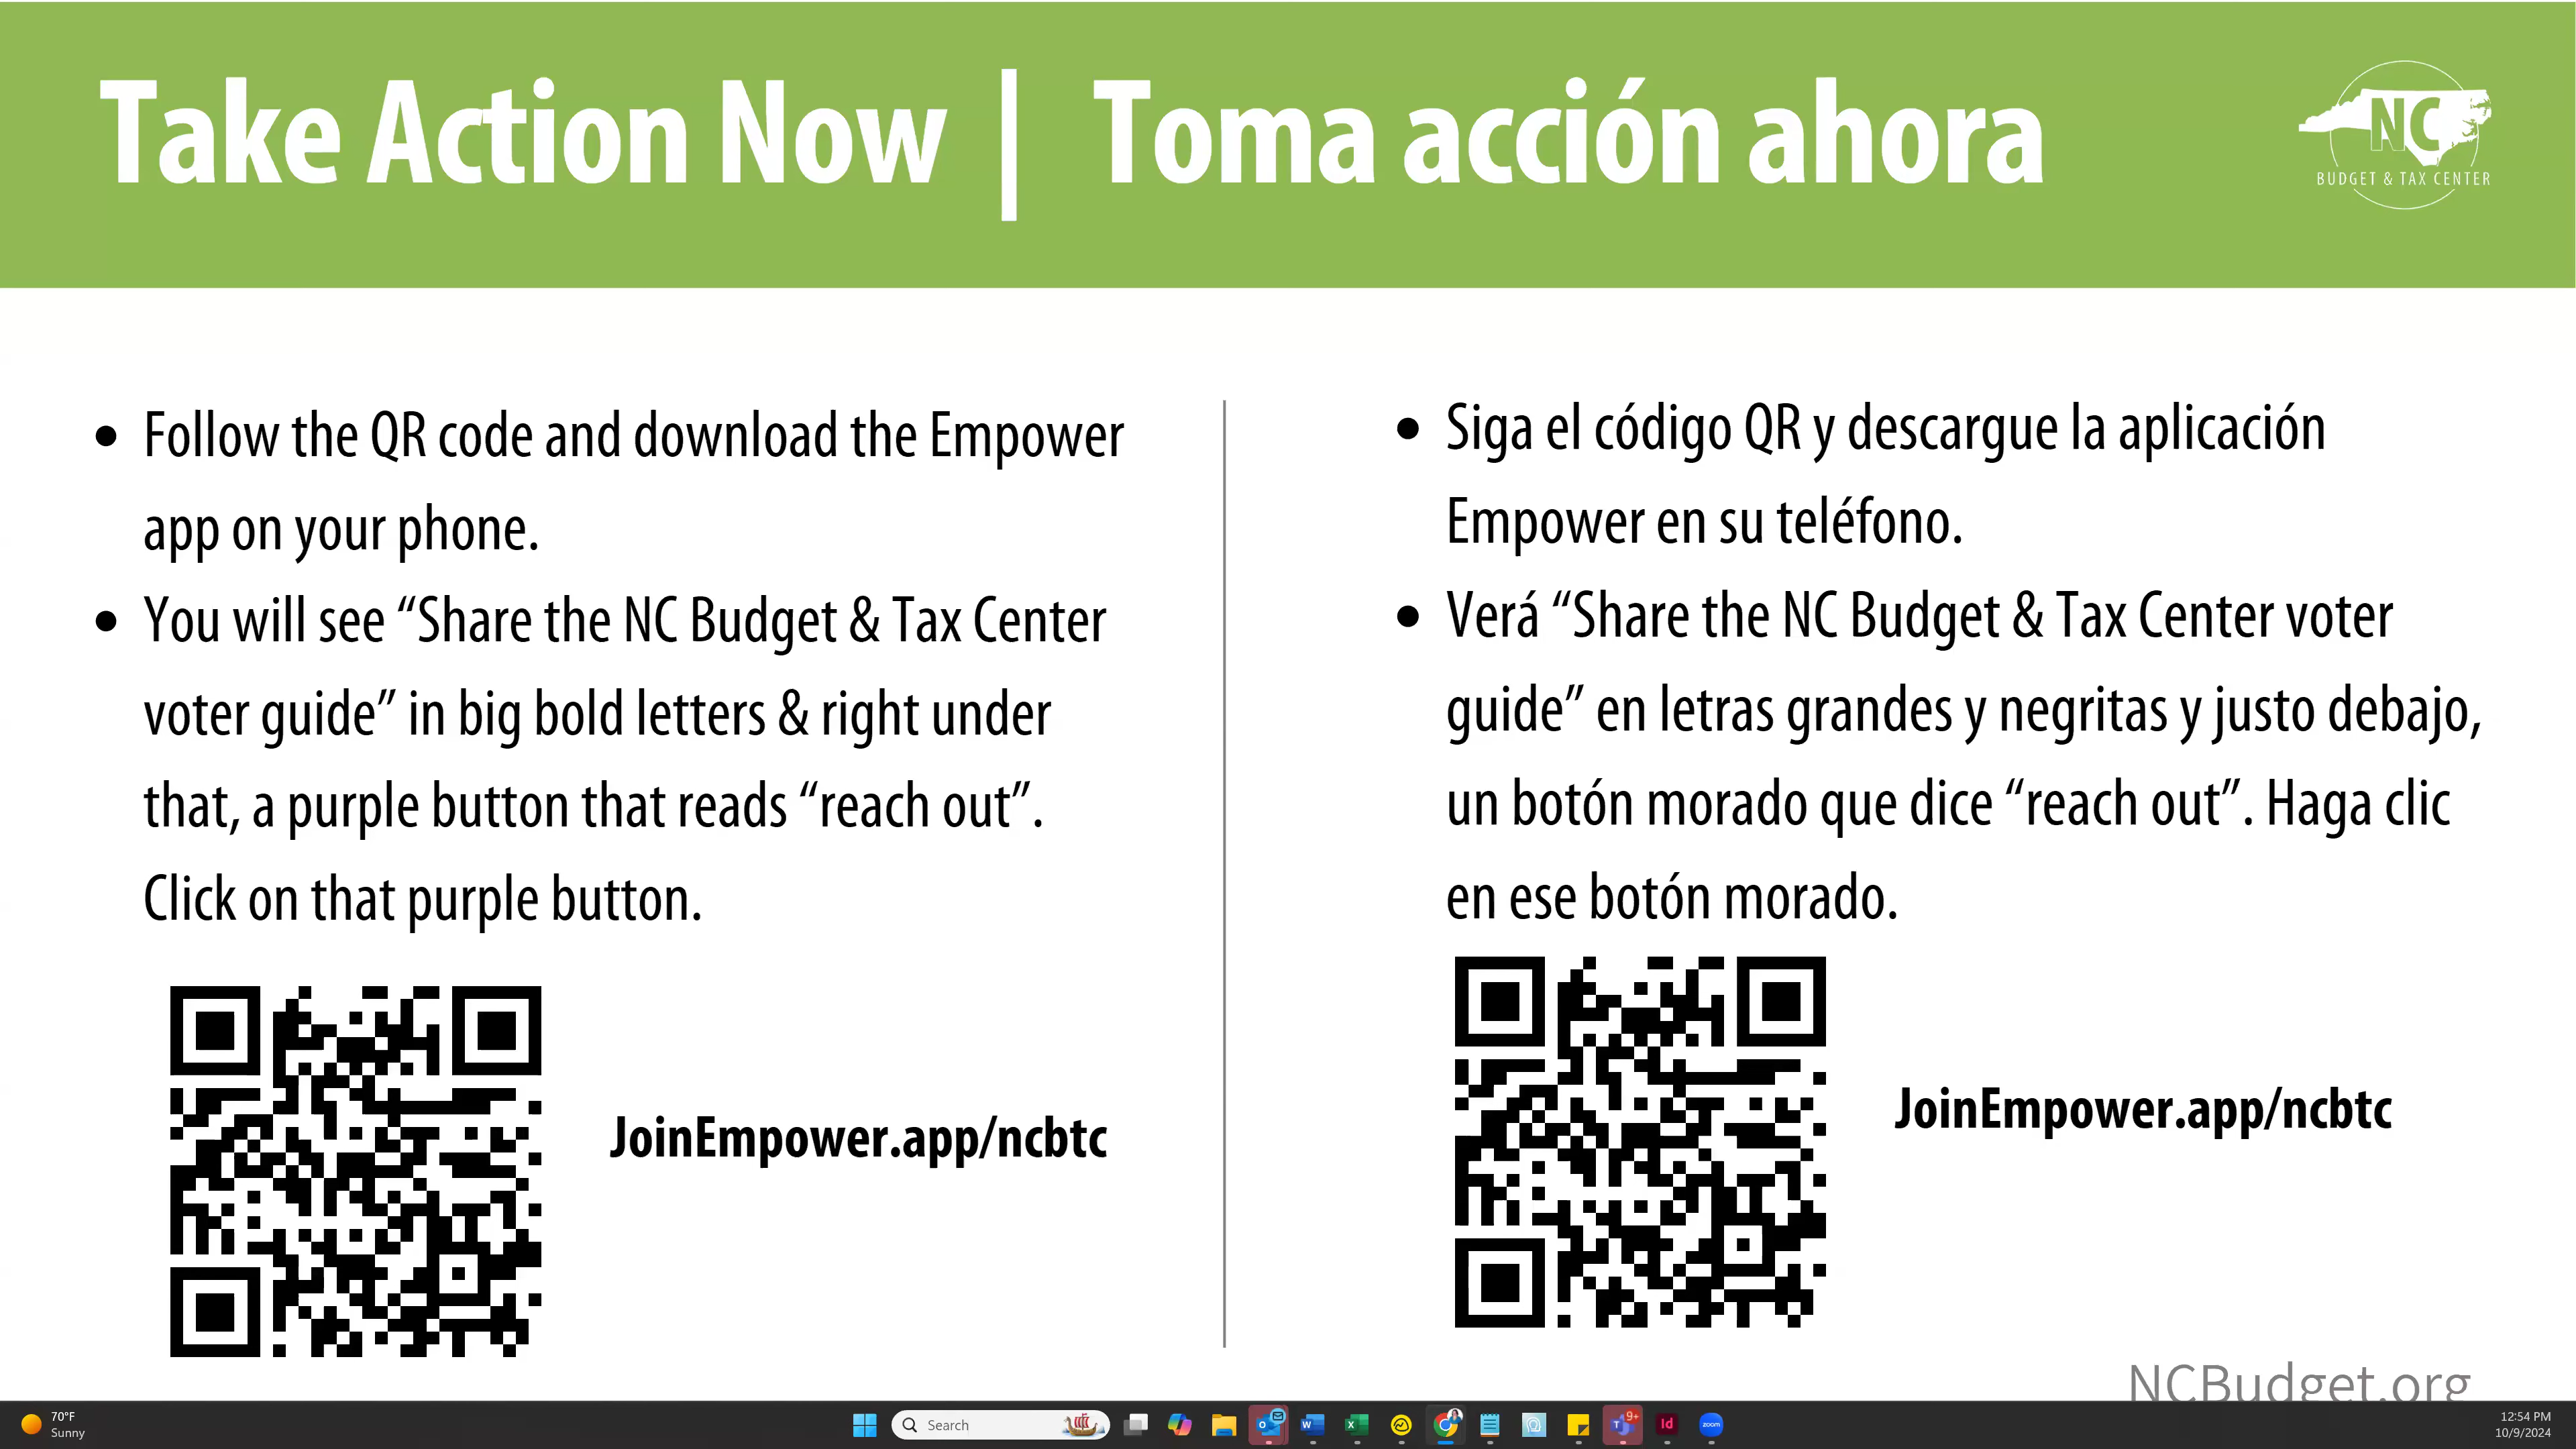 Take Action Now | Toma acción ahora
NC
BUDGET & TAX CENTER
• Follow the QR code and download the Empower
app on your phone.
• You will see “Share the NC Budget & Tax Center
voter guide” in big bold letters & right under
that, a purple button that reads “reach out”.
Click on that purple button.
JoinEmpower.app/ncbtc
• Siga el código QR y descargue la aplicación
Empower en su teléfono.
• Verá “Share the NC Budget & Tax Center voter
guide” en letras grandes y negritas y justo debajo,
un botón morado que dice “reach out”. Haga clic
en ese botón morado.
JoinEmpower.app/ncbtc
NCBudget.org
70°F
Sunny
Search
9+
Id
zoom
12:54 PM
10/9/2024